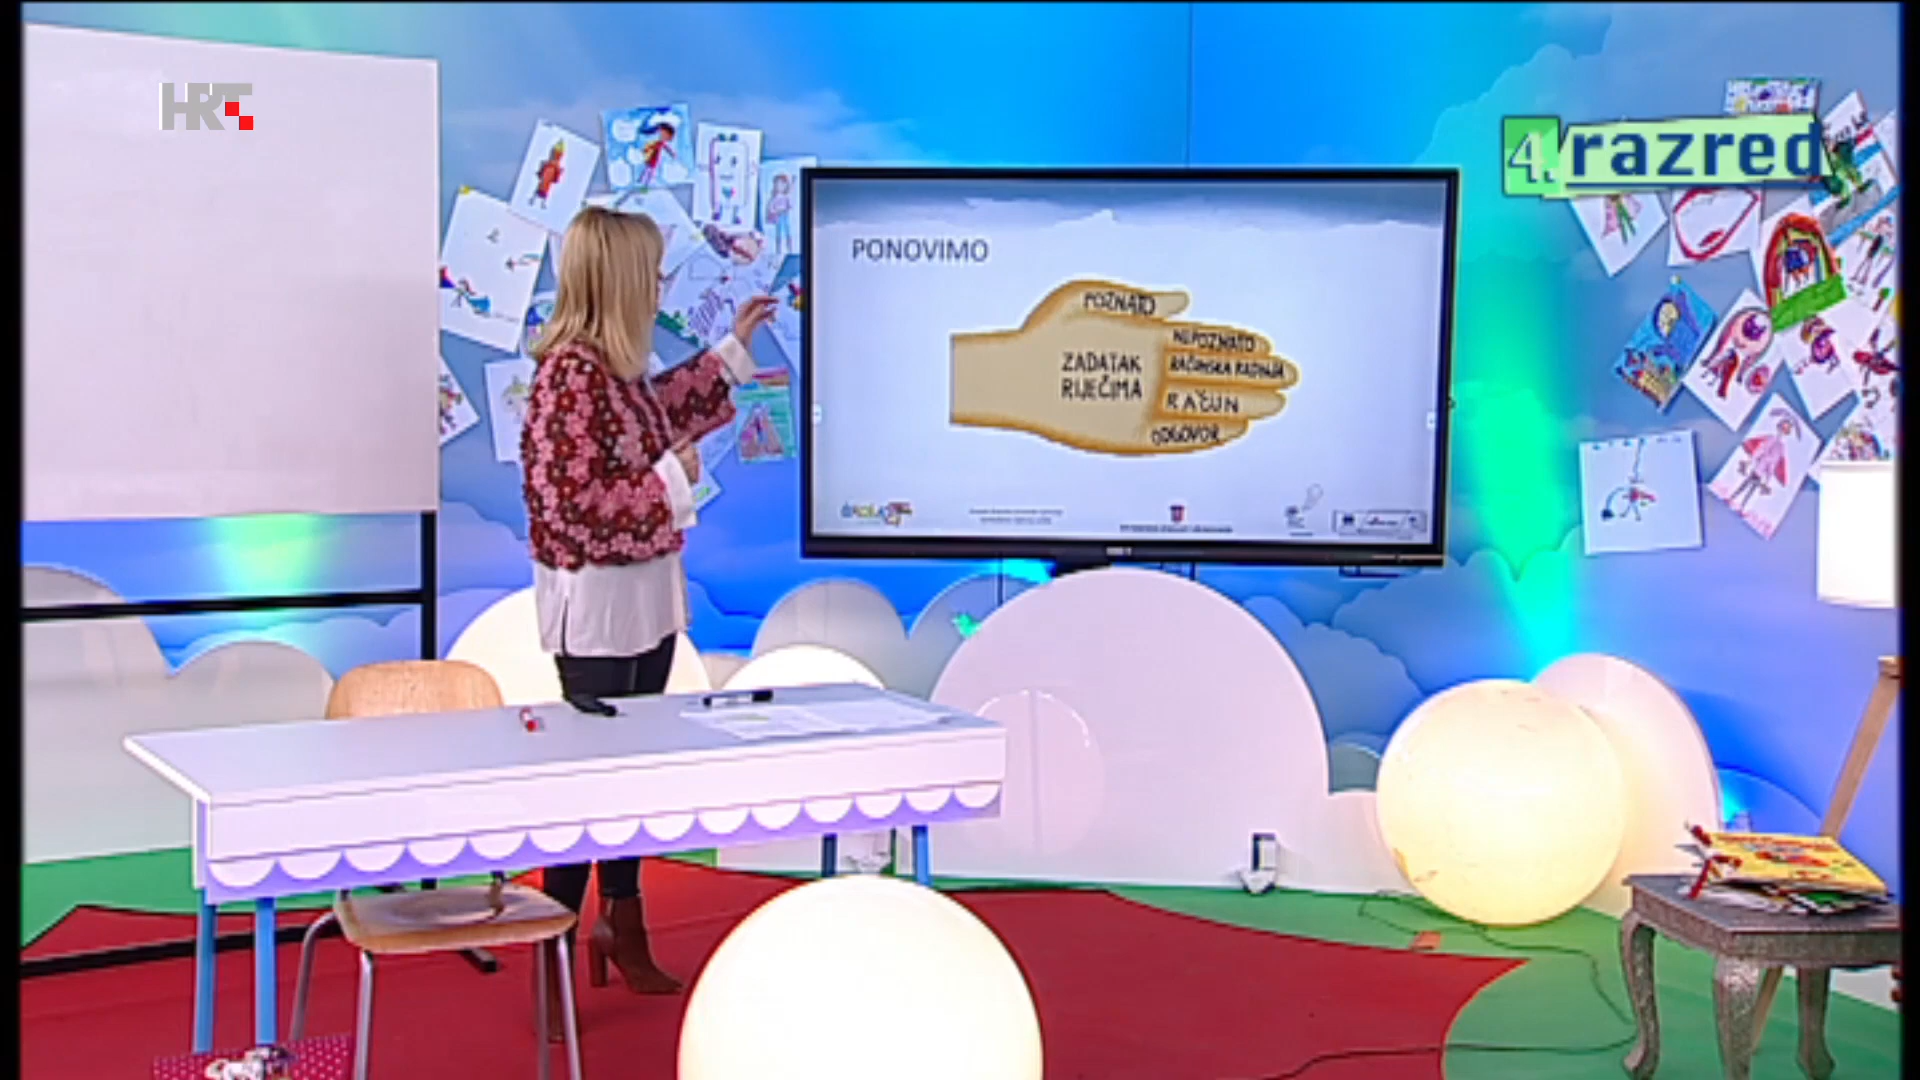 HRT
4. razred
PONOVIMO
POZNATO
NEPOZNATO
ZADATAK
RIJEČIMA
RAČUNSKA RADNJA
RAČUN
ODGOVOR